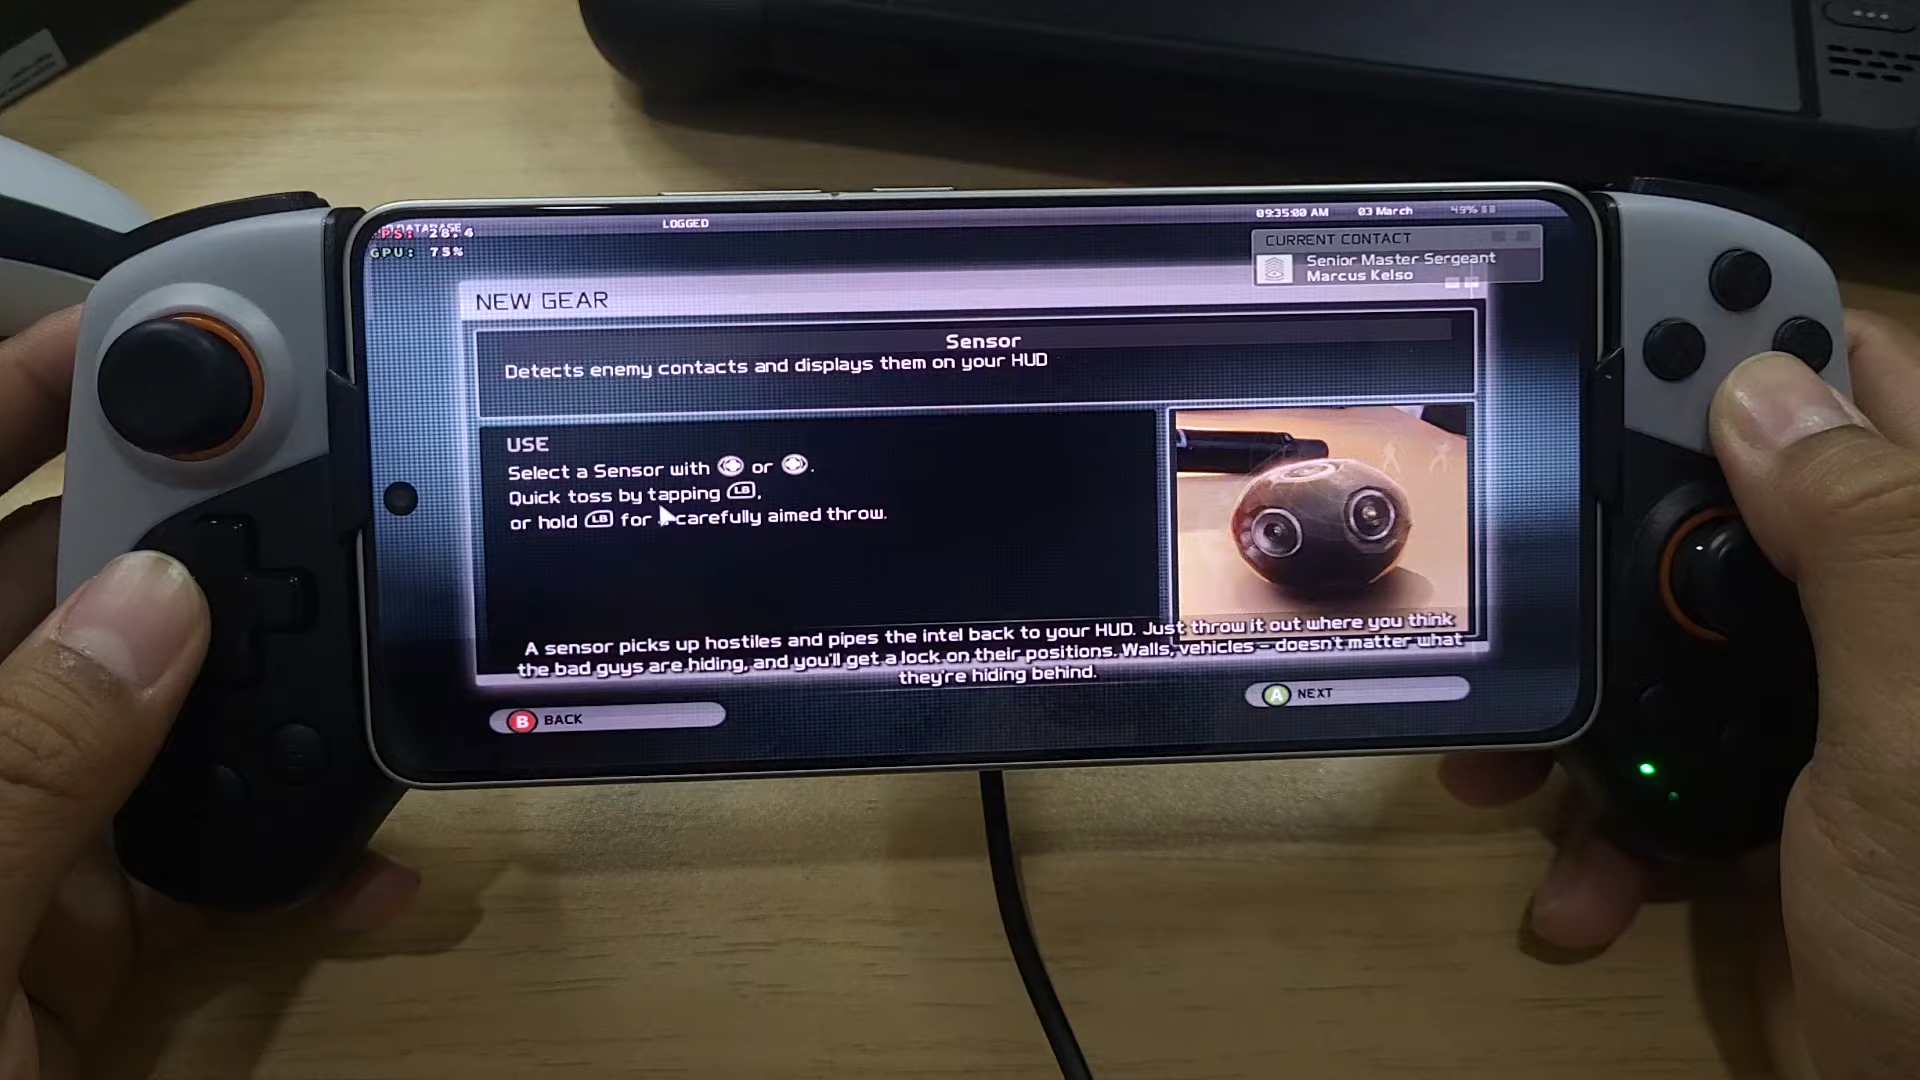 LOGGED
09:35:00 AM 03 March 49%
28.4
GPU: 75%
CURRENT CONTACT
Senior Master Sergeant
Marcus Kelso
NEW GEAR
Sensor
Detects enemy contacts and displays them on your HUD
USE
Select a Sensor with or .
Quick toss by tapping LB,
or hold LB for carefully aimed throw.
A sensor picks up hostiles and pipes the intel back to your HUD. Just throw it out where you think
the bad guys are hiding, and you'll get a lock on their positions. Walls, vehicles – doesn't matter what
they're hiding behind.
B BACK
A NEXT